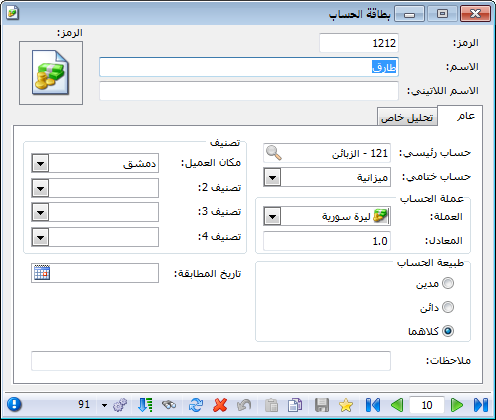 بطاقة الحساب
الرمز: 1212
الرمز:
الاسم: طارق
الاسم اللاتيني:
عام
تحليل خاص
حساب رئيسي: 121 - الزبائن
حساب ختامي: ميزانية
عملة الحساب
العملة: ليرة سورية
المعادل: 1.0
طبيعة الحساب
مدين
دائن
كلاهما
تصنيف
مكان العميل: دمشق
تصنيف 2:
تصنيف 3:
تصنيف 4:
تاريخ المطابقة:
ملاحظات:
10
91